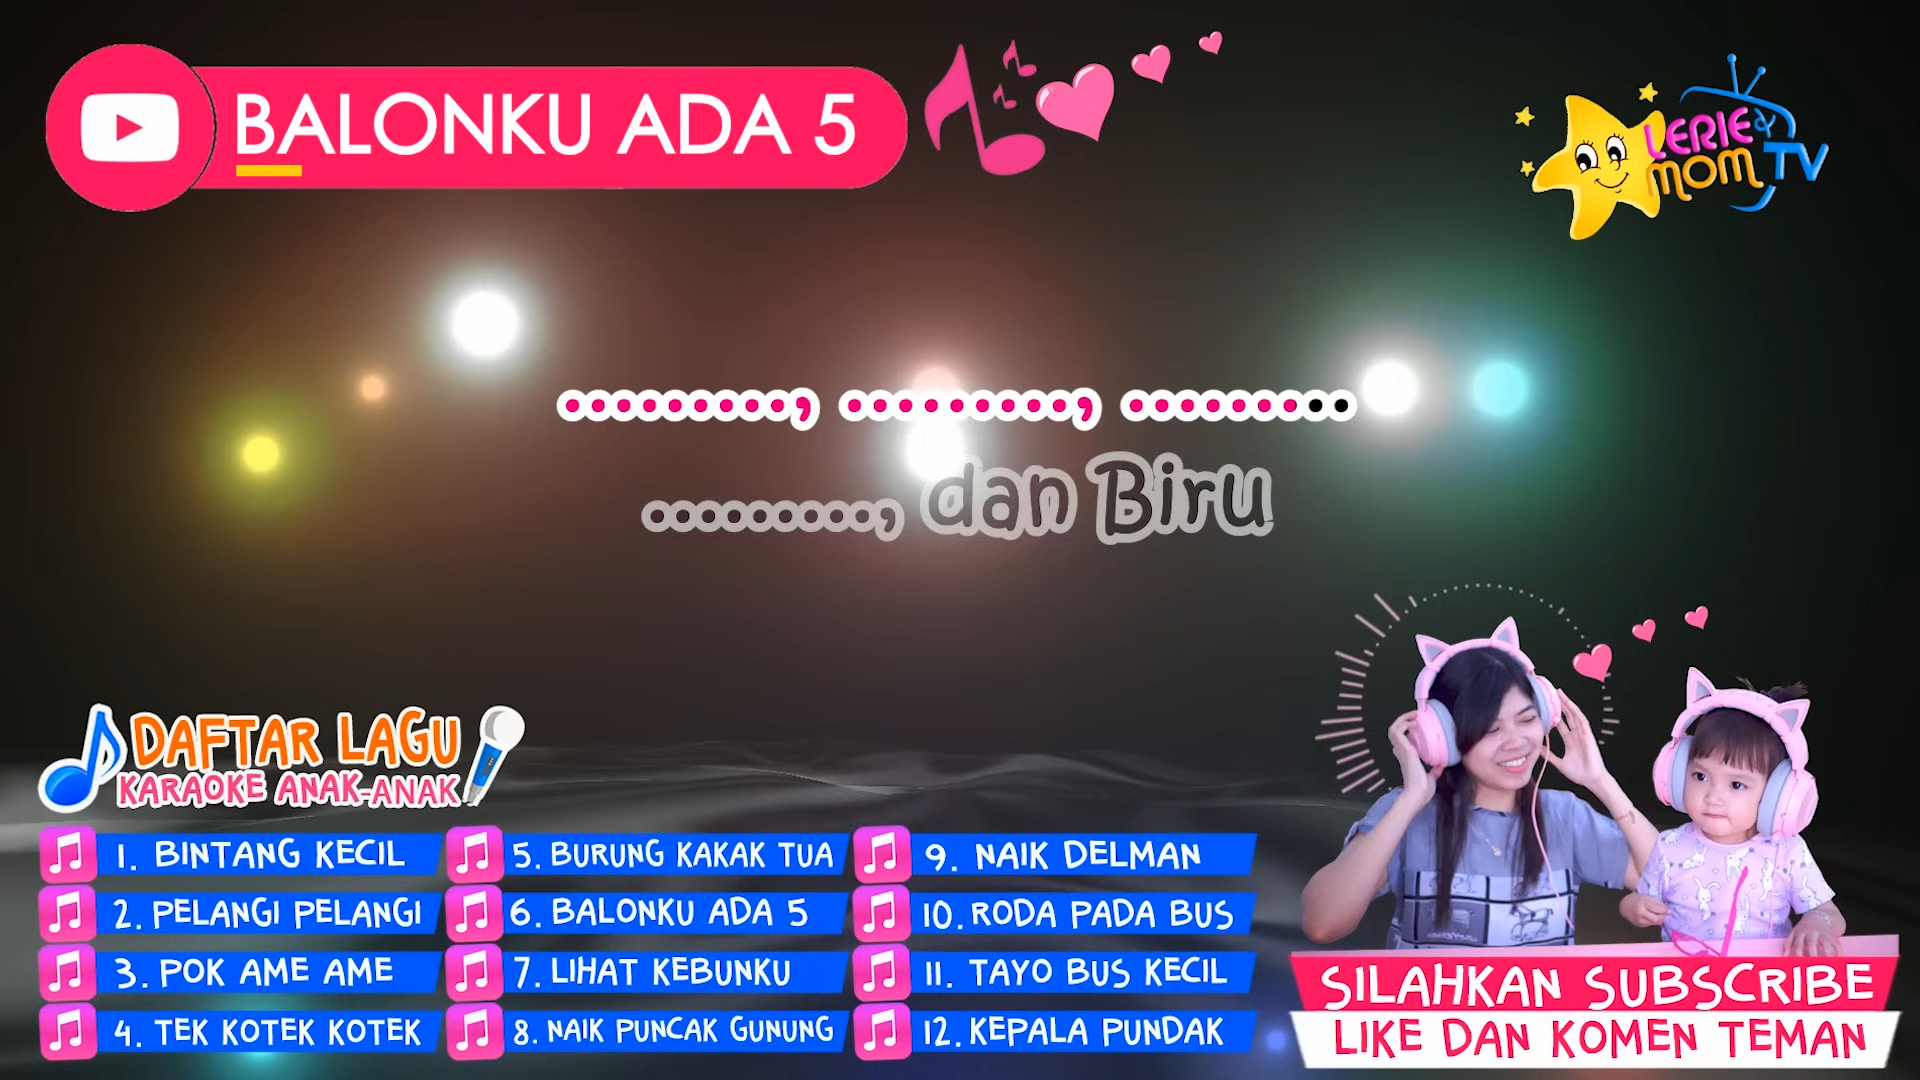 BALONKU ADA 5
LERIE &
MOM TV
........., ........., .........
........., dan Biru
DAFTAR LAGU
KARAOKE ANAK-ANAK
1. BINTANG KECIL
2. PELANGI PELANGI
3. POK AME AME
4. TEK KOTEK KOTEK
5. BURUNG KAKAK TUA
6. BALONKU ADA 5
7. LIHAT KEBUNKU
8. NAIK PUNCAK GUNUNG
9. NAIK DELMAN
10. RODA PADA BUS
11. TAYO BUS KECIL
12. KEPALA PUNDAK
SILAHKAN SUBSCRIBE
LIKE DAN KOMEN TEMAN